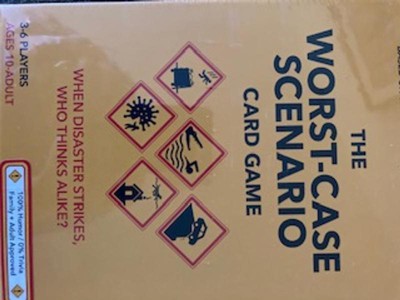 THE
WORST-CASE
SCENARIO
CARD GAME
WHEN DISASTER STRIKES,
WHO THINKS ALIKE?
3-6 PLAYERS
AGES 10-ADULT
100% Humor / 0% Trivia
Family + Adult Approved